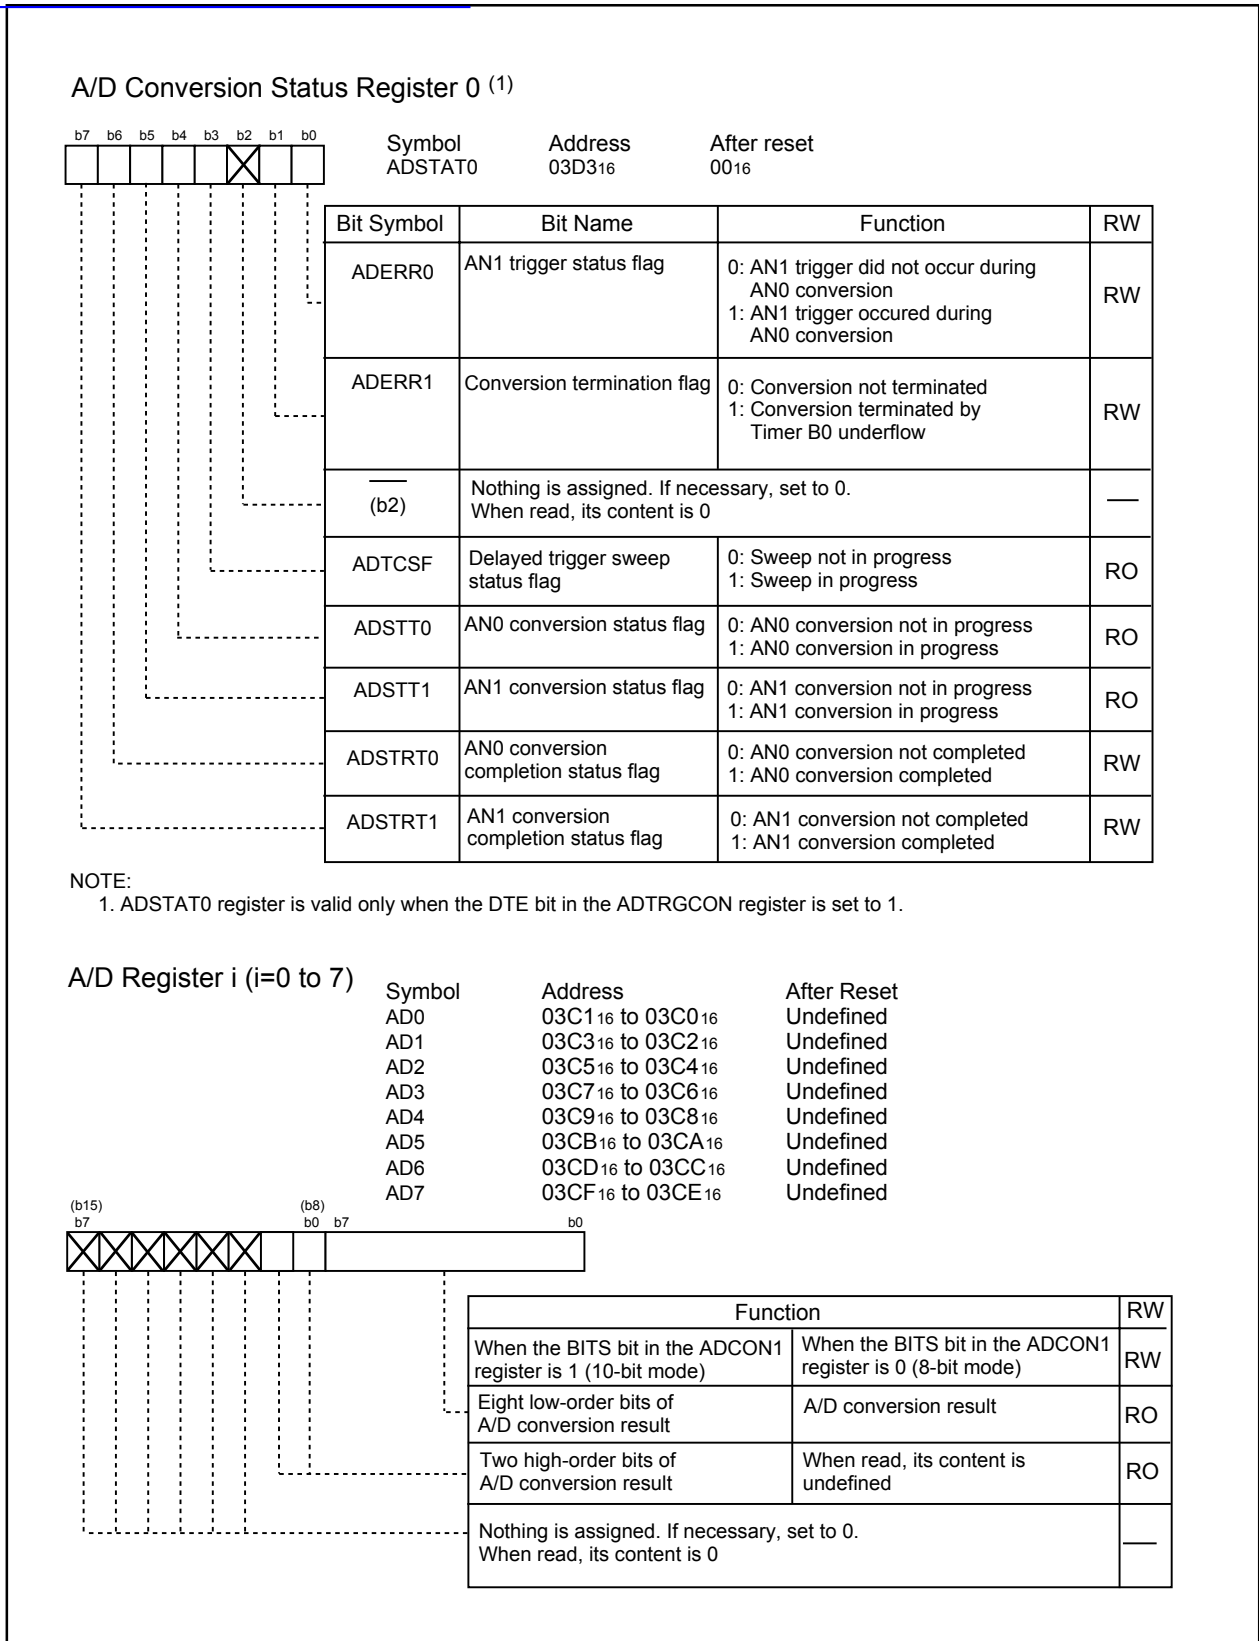 A/D Conversion Status Register 0 (1)
b7 b6 b5 b4 b3 b2 b1 b0
Symbol Address After reset
ADSTAT0 03D316 0016
Bit Symbol Bit Name Function RW
ADERR0 AN1 trigger status flag 0: AN1 trigger did not occur during
AN0 conversion
1: AN1 trigger occured during
AN0 conversion
RW
ADERR1 Conversion termination flag 0: Conversion not terminated
1: Conversion terminated by
Timer B0 underflow
RW
(b2) Nothing is assigned. If necessary, set to 0.
When read, its content is 0
ADTCSF Delayed trigger sweep
status flag
0: Sweep not in progress
1: Sweep in progress
RO
ADSTT0 AN0 conversion status flag 0: AN0 conversion not in progress
1: AN0 conversion in progress
RO
ADSTT1 AN1 conversion status flag 0: AN1 conversion not in progress
1: AN1 conversion in progress
RO
ADSTRT0 AN0 conversion
completion status flag
0: AN0 conversion not completed
1: AN0 conversion completed
RW
ADSTRT1 AN1 conversion
completion status flag
0: AN1 conversion not completed
1: AN1 conversion completed
RW
NOTE:
1. ADSTAT0 register is valid only when the DTE bit in the ADTRGCON register is set to 1.
A/D Register i (i=0 to 7)
Symbol Address After Reset
AD0 03C116 to 03C016 Undefined
AD1 03C316 to 03C216 Undefined
AD2 03C516 to 03C416 Undefined
AD3 03C716 to 03C616 Undefined
AD4 03C916 to 03C816 Undefined
AD5 03CB16 to 03CA16 Undefined
AD6 03CD16 to 03CC16 Undefined
AD7 03CF16 to 03CE16 Undefined
(b15) (b8)
b7 b0 b7 b0
Function RW
When the BITS bit in the ADCON1
register is 1 (10-bit mode)
When the BITS bit in the ADCON1
register is 0 (8-bit mode)
RW
Eight low-order bits of
A/D conversion result
A/D conversion result
RO
Two high-order bits of
A/D conversion result
When read, its content is
undefined
RO
Nothing is assigned. If necessary, set to 0.
When read, its content is 0